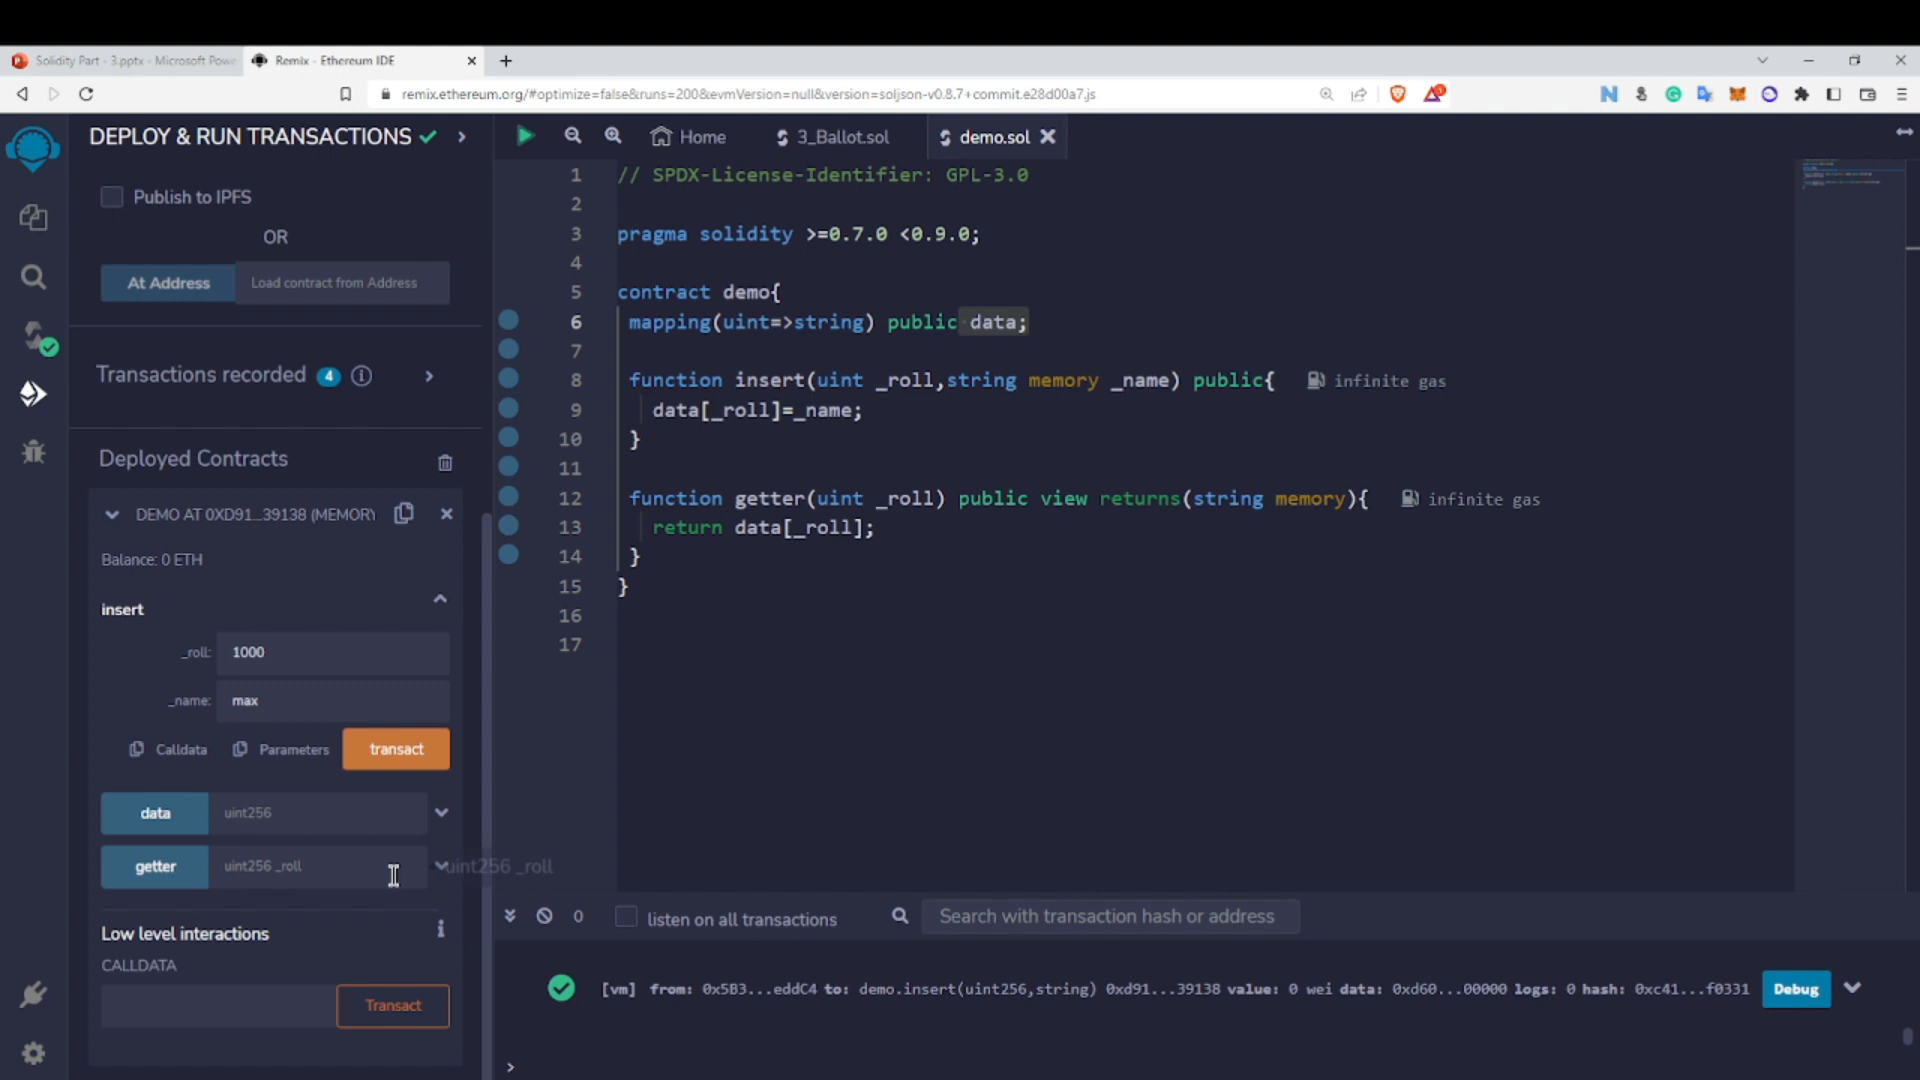 Solidity Part - 3.pptx - Microsoft Powe
Remix - Ethereum IDE
remix.ethereum.org/#optimize=false&runs=200&evmVersion=null&version=soljson-v0.8.7+commit.e28d00a7.js
DEPLOY & RUN TRANSACTIONS
Home
3_Ballot.sol
demo.sol
Publish to IPFS
OR
At Address
Load contract from Address
Transactions recorded 4 i
Deployed Contracts
DEMO AT 0XD91...39138 (MEMORY
Balance: 0 ETH
insert
_roll: 1000
_name: max
Calldata
Parameters
transact
data
uint256
getter
uint256 _roll
uint256 _roll
Low level interactions
i
CALLDATA
Transact
1 // SPDX-License-Identifier: GPL-3.0
2
3 pragma solidity >=0.7.0 <0.9.0;
4
5 contract demo{
6 mapping(uint=>string) public data;
7
8 function insert(uint _roll,string memory _name) public{ infinite gas
9 data[_roll]=_name;
10 }
11
12 function getter(uint _roll) public view returns(string memory){ infinite gas
13 return data[_roll];
14 }
15 }
16
17
0
listen on all transactions
Search with transaction hash or address
[vm] from: 0x5B3...eddC4 to: demo.insert(uint256,string) 0xd91...39138 value: 0 wei data: 0xd60...00000 logs: 0 hash: 0xc41...f0331
Debug
>